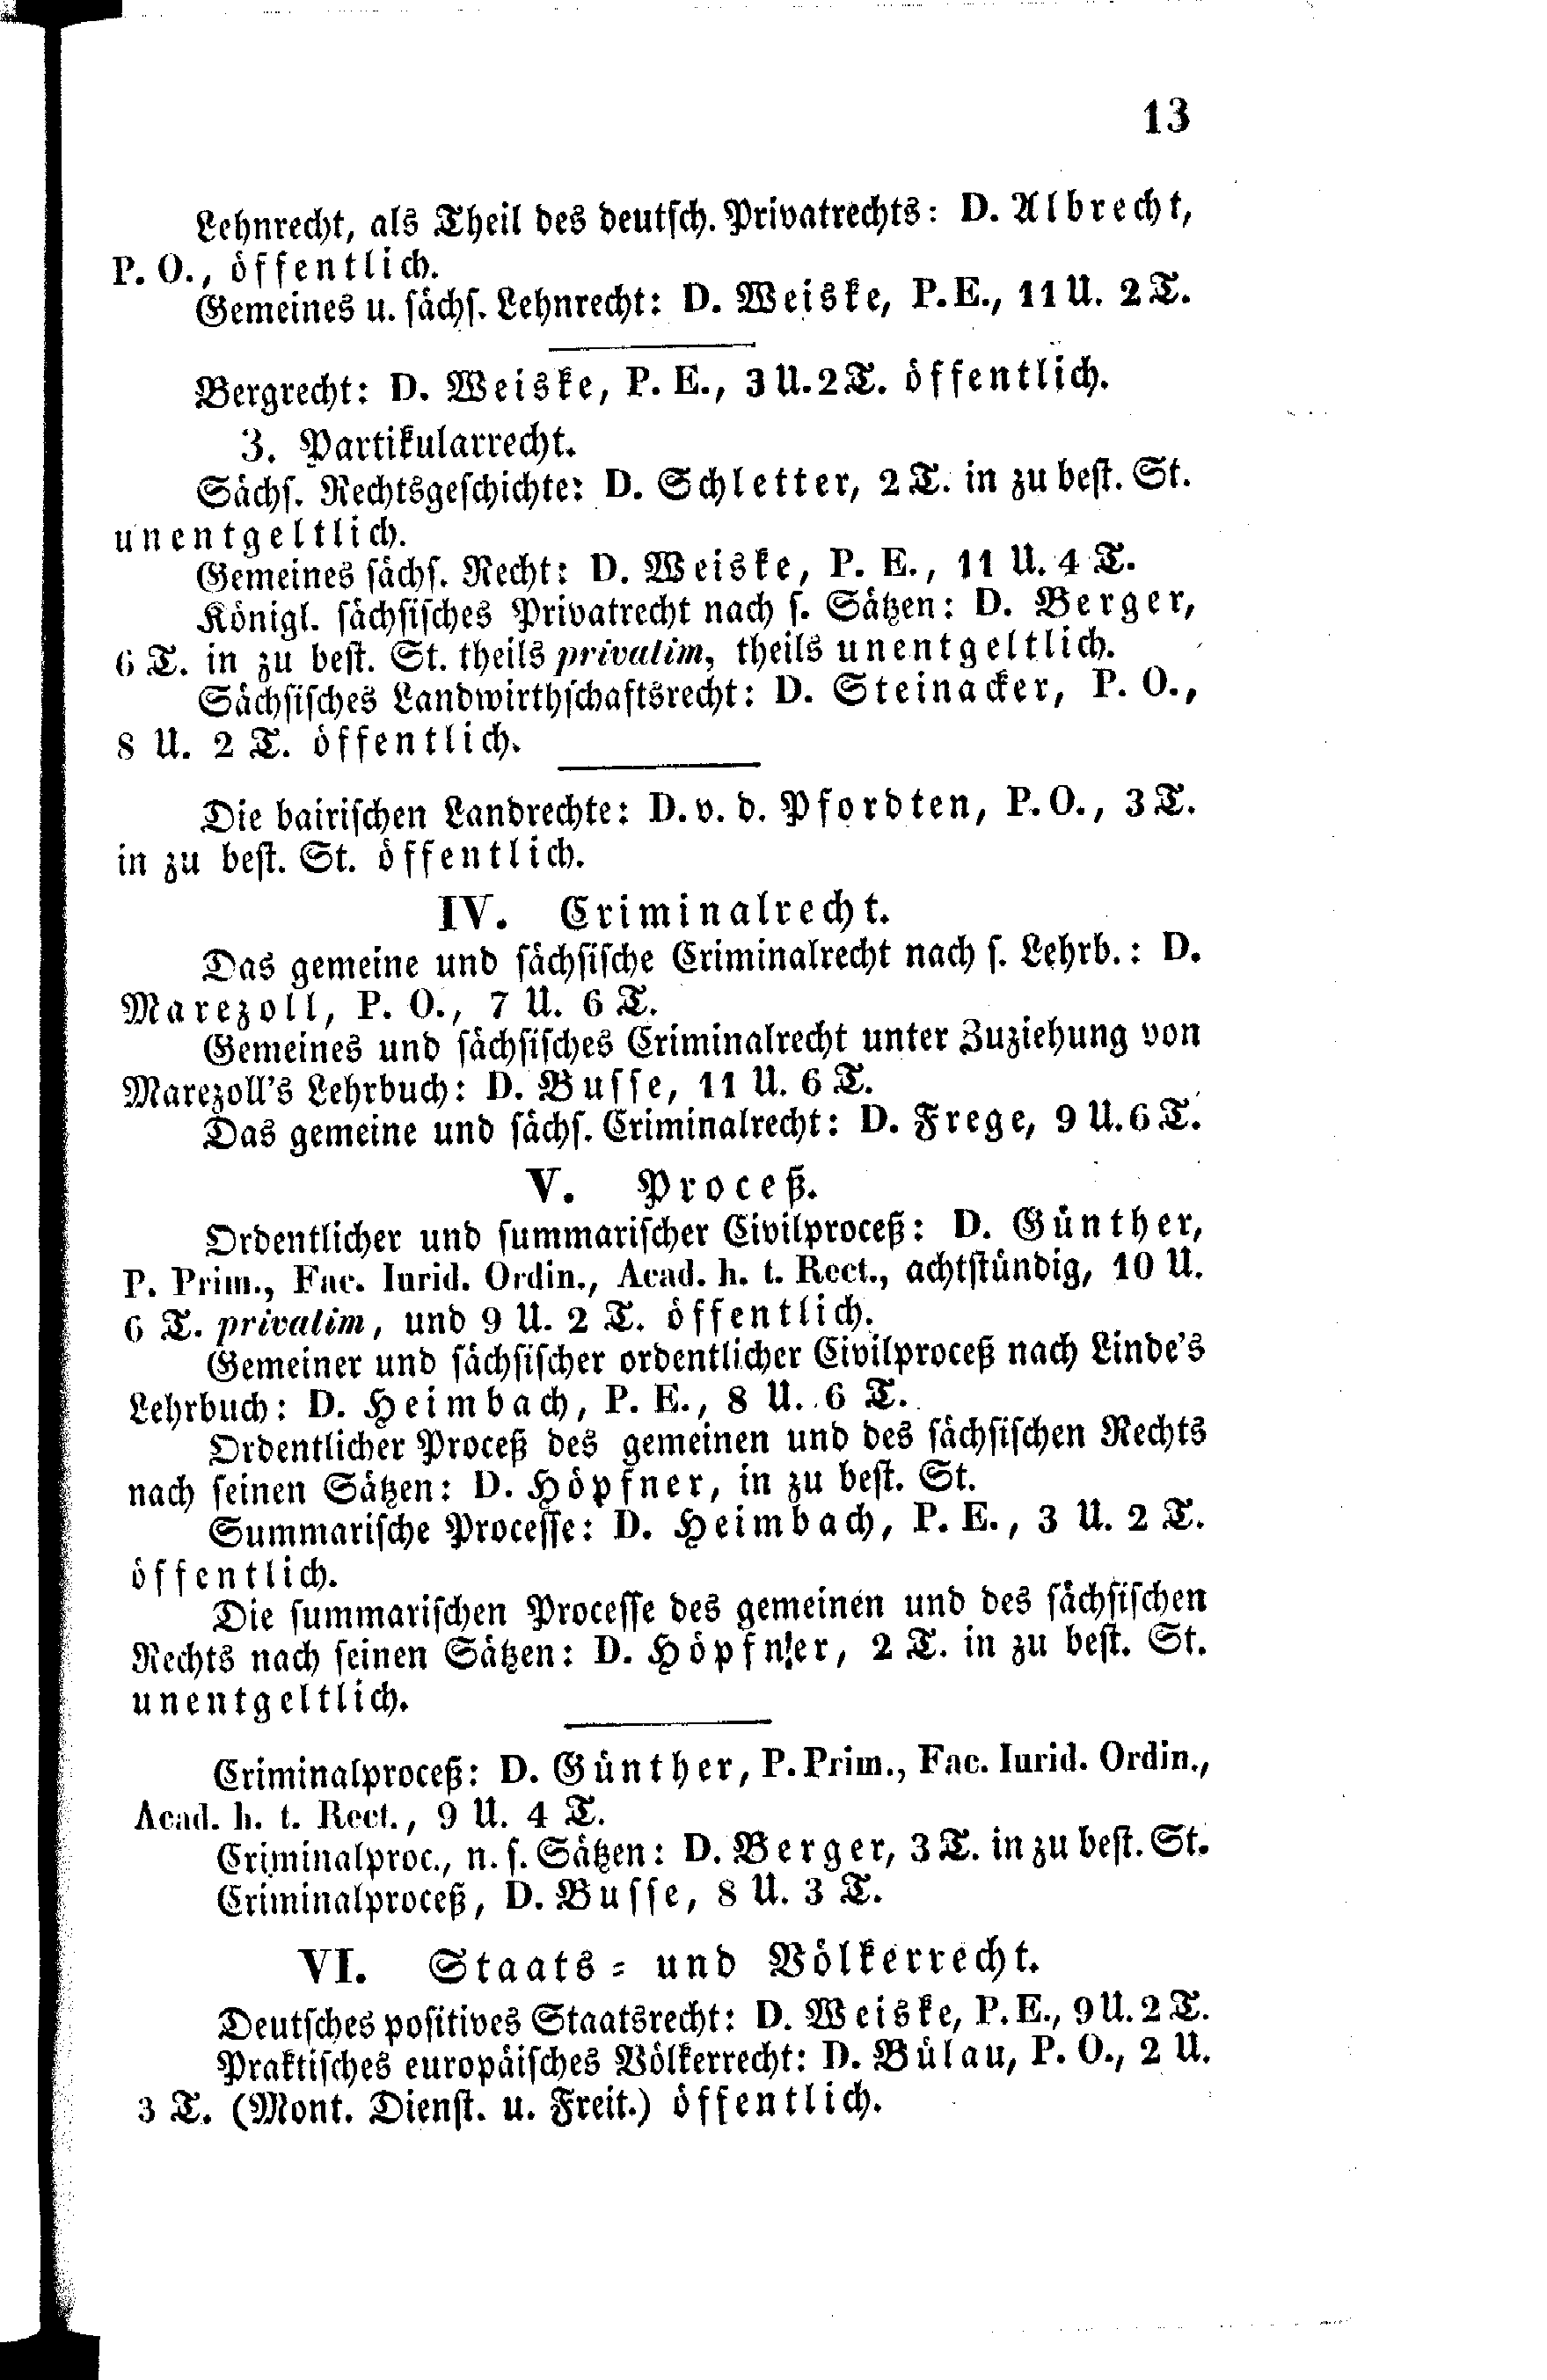 13
Lehnrecht, als Theil des deutsch. Privatrechts: D. Albrecht,
P. O., öffentlich.
Gemeines u. sächs. Lehnrecht: D. Weiske, P. E., 11 U. 2 T.
Bergrecht: D. Weiske, P. E., 3 U. 2 T. öffentlich.
3. Partikularrecht.
Sächs. Rechtsgeschichte: D. Schletter, 2 T. in zu best. St.
unentgeltlich.
Gemeines sächs. Recht: D. Weiske, P. E., 11 U. 4 T.
Königl. sächsisches Privatrecht nach s. Sätzen: D. Berger,
6 T. in zu best. St. theils privatim, theils unentgeltlich.
Sächsisches Landwirthschaftsrecht: D. Steinacker, P. O.,
8 U. 2 T. öffentlich.
Die bairischen Landrechte: D. v. d. Pfordten, P. O., 3 T.
in zu best. St. öffentlich.
IV. Criminalrecht.
Das gemeine und sächsische Criminalrecht nach s. Lehrb.: D.
Marezoll, P. O., 7 U. 6 T.
Gemeines und sächsisches Criminalrecht unter Zuziehung von
Marezoll's Lehrbuch: D. Busse, 11 U. 6 T.
Das gemeine und sächs. Criminalrecht: D. Frege, 9 U. 6 T.
V. Proceß.
Ordentlicher und summarischer Civilproceß: D. Günther,
P. Prim., Fac. Iurid. Ordin., Acad. h. t. Rect., achtstündig, 10 U.
6 T. privatim, und 9 U. 2 T. öffentlich.
Gemeiner und sächsischer ordentlicher Civilproceß nach Linde's
Lehrbuch: D. Heimbach, P. E., 8 U. 6 T.
Ordentlicher Proceß des gemeinen und des sächsischen Rechts
nach seinen Sätzen: D. Höpfner, in zu best. St.
Summarische Processe: D. Heimbach, P. E., 3 U. 2 T.
öffentlich.
Die summarischen Processe des gemeinen und des sächsischen
Rechts nach seinen Sätzen: D. Höpfner, 2 T. in zu best. St.
unentgeltlich.
Criminalproceß: D. Günther, P. Prim., Fac. Iurid. Ordin.,
Acad. h. t. Rect., 9 U. 4 T.
Criminalproc., n. s. Sätzen: D. Berger, 3 T. in zu best. St.
Criminalproceß, D. Busse, 8 U. 3 T.
VI. Staats- und Völkerrecht.
Deutsches positives Staatsrecht: D. Weiske, P. E., 9 U. 2 T.
Praktisches europäisches Völkerrecht: D. Bülau, P. O., 2 U.
3 T. (Mont. Dienst. u. Freit.) öffentlich.